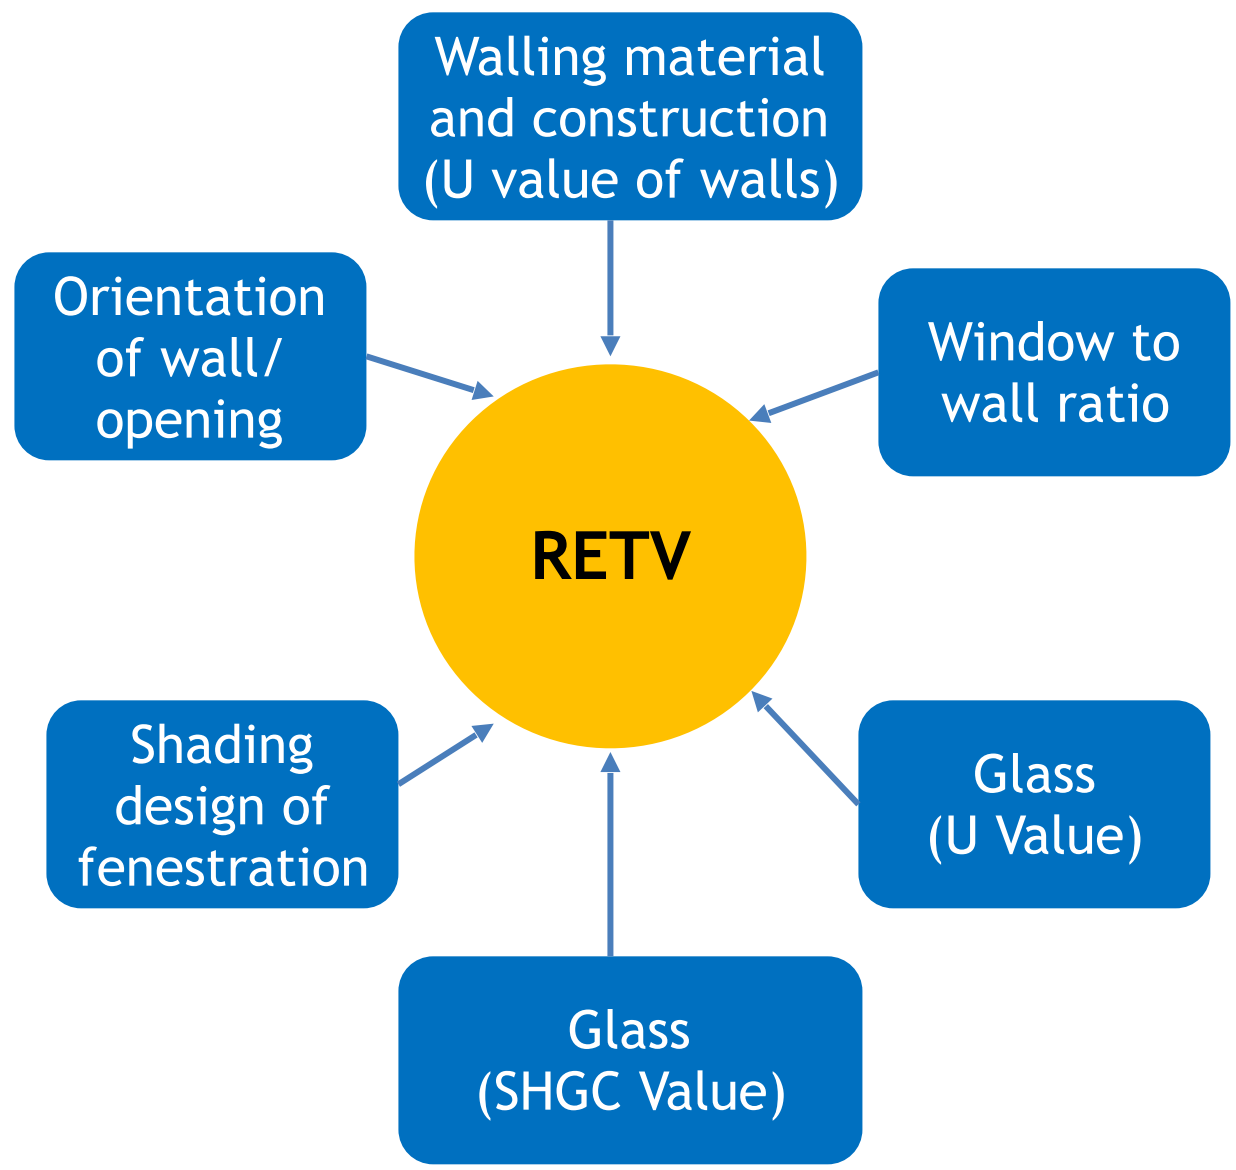 Walling material
and construction
(U value of walls)
Orientation
of wall/
opening
Window to
wall ratio
RETV
Shading
design of
fenestration
Glass
(U Value)
Glass
(SHGC Value)